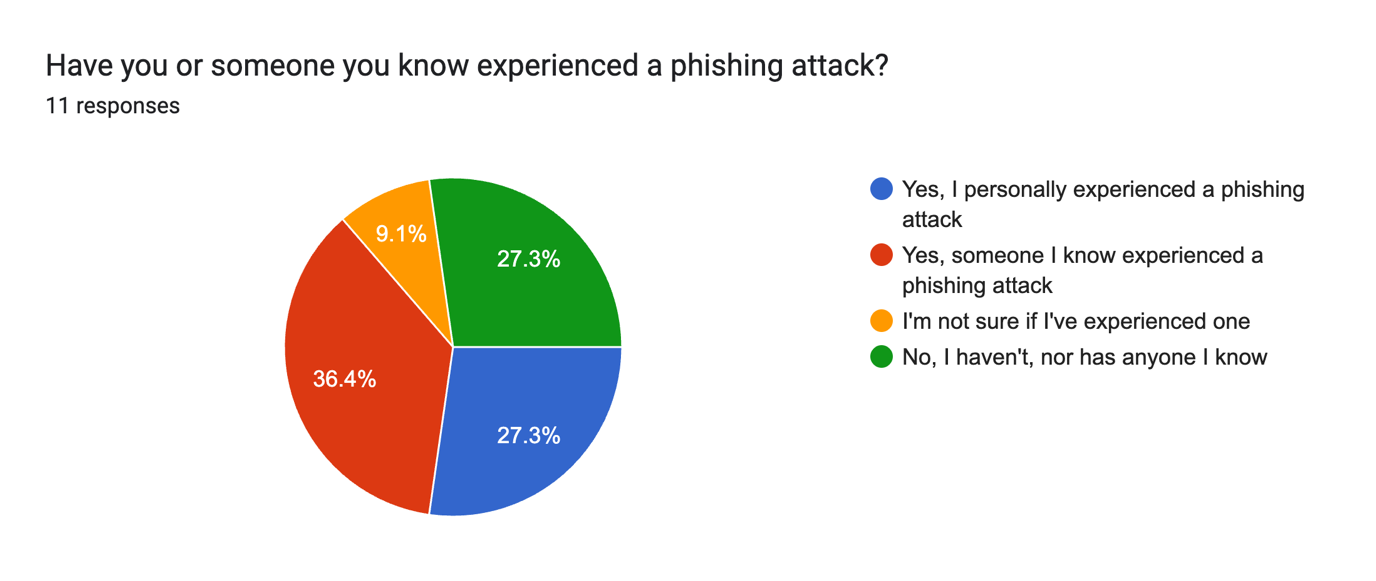 Have you or someone you know experienced a phishing attack?
11 responses
9.1%
27.3%
36.4%
27.3%
Yes, I personally experienced a phishing
attack
Yes, someone I know experienced a
phishing attack
I'm not sure if I've experienced one
No, I haven't, nor has anyone I know